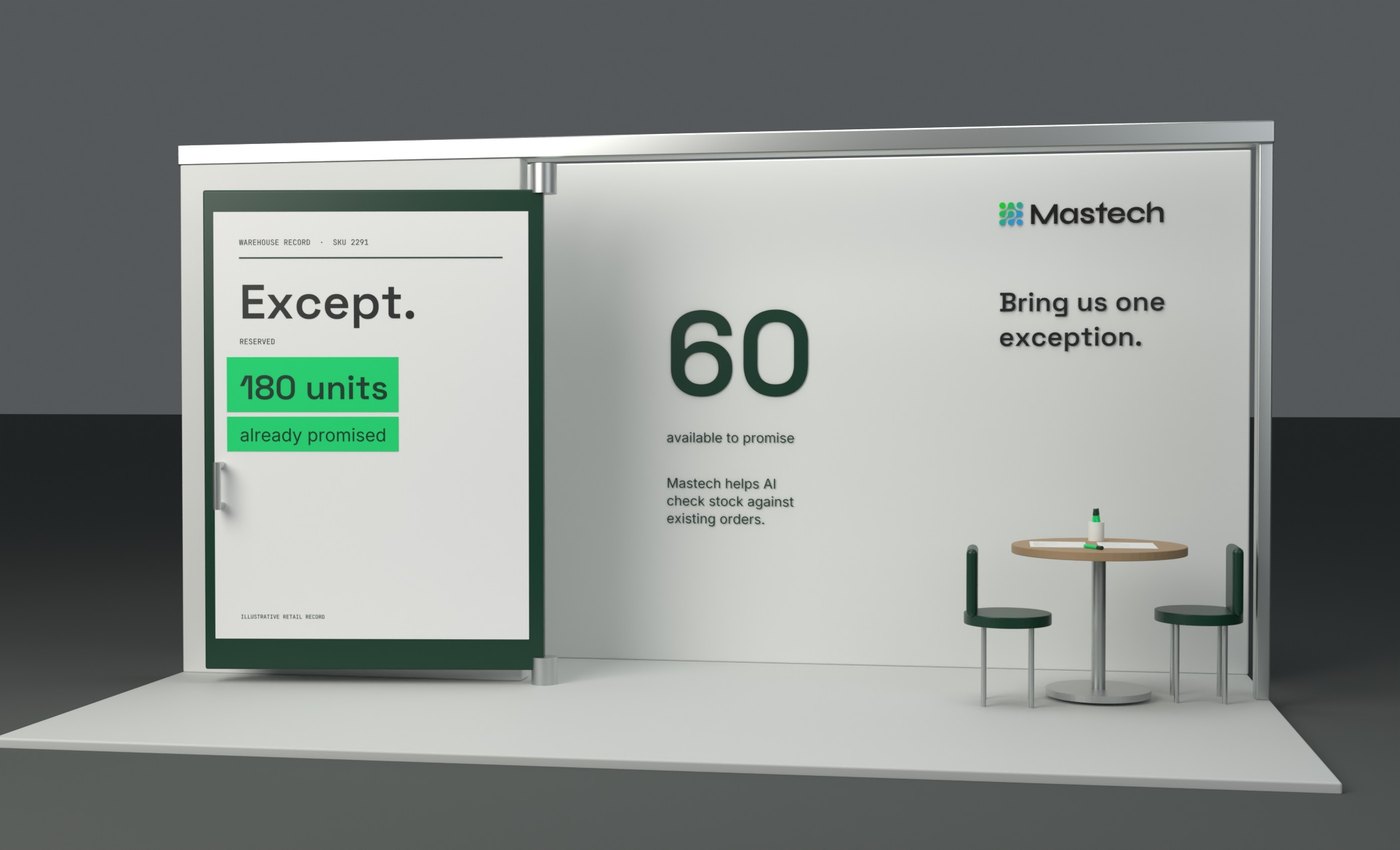 WAREHOUSE RECORD · SKU 2291
Except.
RESERVED
180 units
already promised
ILLUSTRATIVE RETAIL RECORD
60
available to promise
Mastech helps AI
check stock against
existing orders.
Mastech
Bring us one
exception.